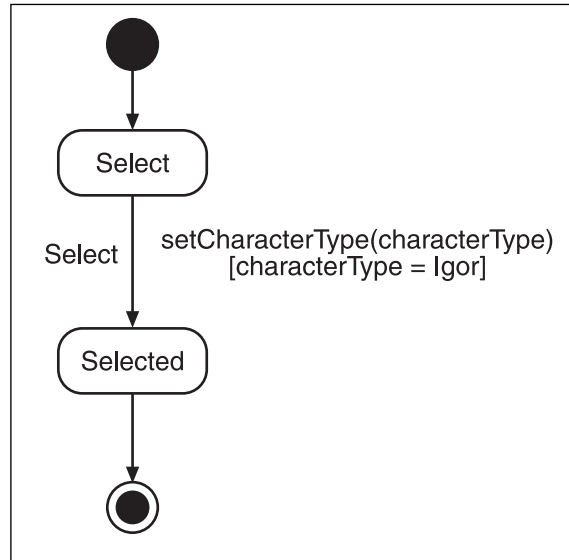 Select
Select
setCharacterType(characterType)
[characterType = Igor]
Selected